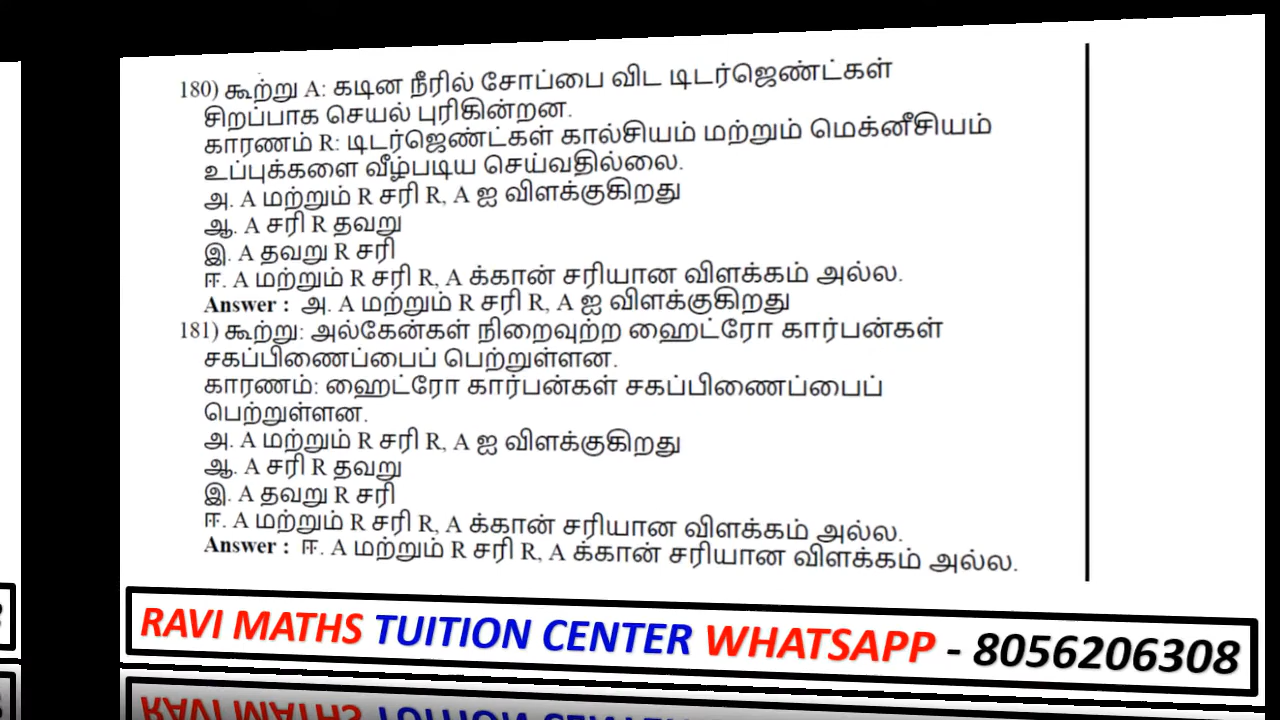 180) கூற்று A: கடின நீரில் சோப்பை விட டிடர்ஜெண்ட்கள்
சிறப்பாக செயல் புரிகின்றன.
காரணம் R: டிடர்ஜெண்ட்கள் கால்சியம் மற்றும் மெக்னீசியம்
உப்புக்களை வீழ்படிய செய்வதில்லை.
அ. A மற்றும் R சரி R, A ஐ விளக்குகிறது
ஆ. A சரி R தவறு
இ. A தவறு R சரி
ஈ. A மற்றும் R சரி R, A க்கான் சரியான விளக்கம் அல்ல.
Answer : அ. A மற்றும் R சரி R, A ஐ விளக்குகிறது
181) கூற்று: அல்கேன்கள் நிறைவுற்ற ஹைட்ரோ கார்பன்கள்
சகப்பிணைப்பைப் பெற்றுள்ளன.
காரணம்: ஹைட்ரோ கார்பன்கள் சகப்பிணைப்பைப்
பெற்றுள்ளன.
அ. A மற்றும் R சரி R, A ஐ விளக்குகிறது
ஆ. A சரி R தவறு
இ. A தவறு R சரி
ஈ. A மற்றும் R சரி R, A க்கான் சரியான விளக்கம் அல்ல.
Answer : ஈ. A மற்றும் R சரி R, A க்கான் சரியான விளக்கம் அல்ல.
RAVI MATHS TUITION CENTER WHATSAPP - 8056206308